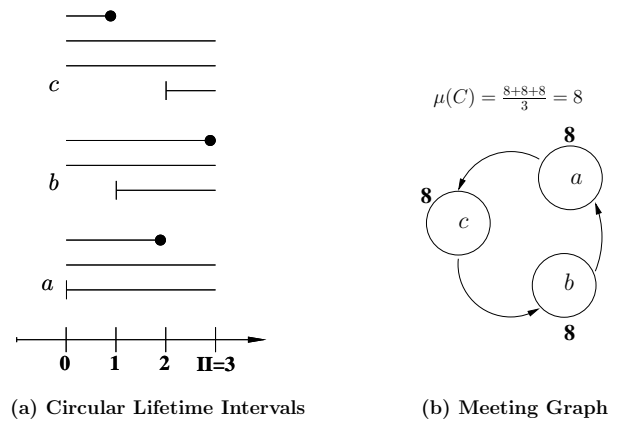 c
b
a
0 1 2 II=3
(a) Circular Lifetime Intervals
μ(C) = 8+8+8/3 = 8
8
a
8
c
b
8
(b) Meeting Graph